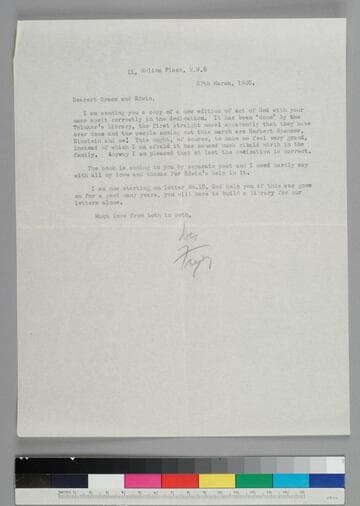 11, Melina Place, N.W.8
27th March, 1940.
Dearest Greer and Edwin,
I am sending you a copy of a new edition of Act of God with your
name spelt correctly in the dedication. It has been 'done' by the
Thinker's Library, the first straight novel apparently that they have
ever done and the people coming out this March are Herbert Spencer,
Einstein and me! This ought, of course, to make me feel very grand,
instead of which I am afraid it has caused much ribald mirth in the
family. Anyway I am pleased that at last the dedication is correct.
The book is coming to you by separate post and I need hardly say
with all my love and thanks for Edwin's help in it.
I am now starting on letter No.10. God help you if this war goes
on for a good many years, you will have to build a library for our
letters alone.
Much love from both to both,